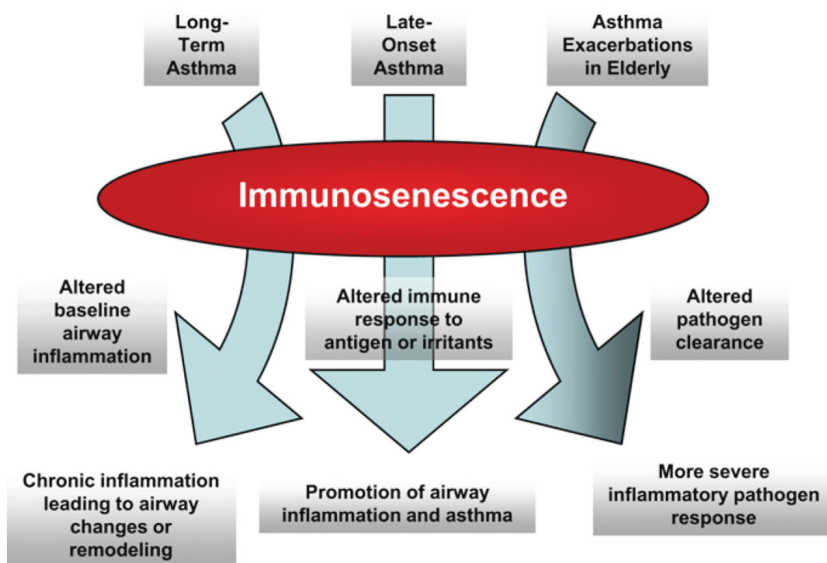 Long-
Term
Asthma
Late-
Onset
Asthma
Asthma
Exacerbations
in Elderly
Immunosenescence
Altered
baseline
airway
inflammation
Altered immune
response to
antigen or irritants
Altered
pathogen
clearance
Chronic inflammation
leading to airway
changes or
remodeling
Promotion of airway
inflammation and asthma
More severe
inflammatory pathogen
response